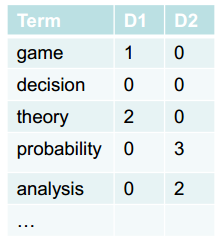 Term D1 D2
game 1 0
decision 0 0
theory 2 0
probability 0 3
analysis 0 2
…